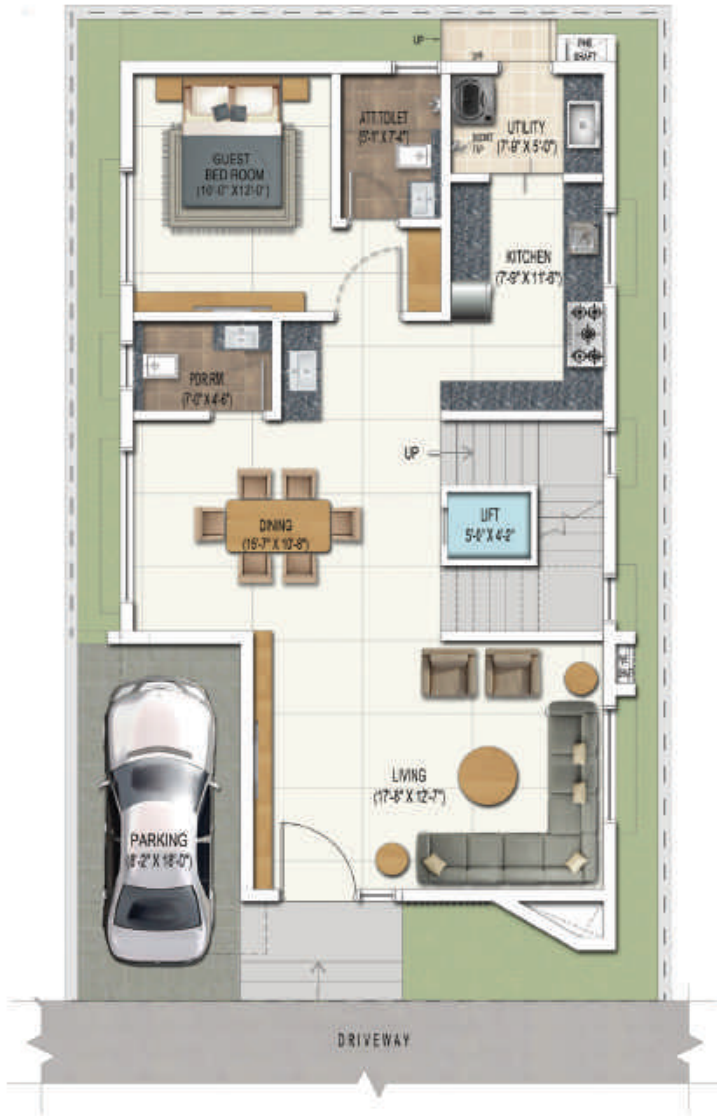 UP
ATT.TOILET
(5'-1" X 7'-4")
UTILITY
(7'-9" X 5'-0")
GUEST
BED ROOM
(10'-0" X 12'-0")
KITCHEN
(7'-9" X 11'-6")
PDR.RM.
(7'-0" X 4'-6")
UP
LIFT
5'-0" X 4'-2"
DINING
(15'-7" X 10'-8")
LIVING
(17'-6" X 12'-7")
PARKING
(8'-2" X 18'-0")
DRIVEWAY